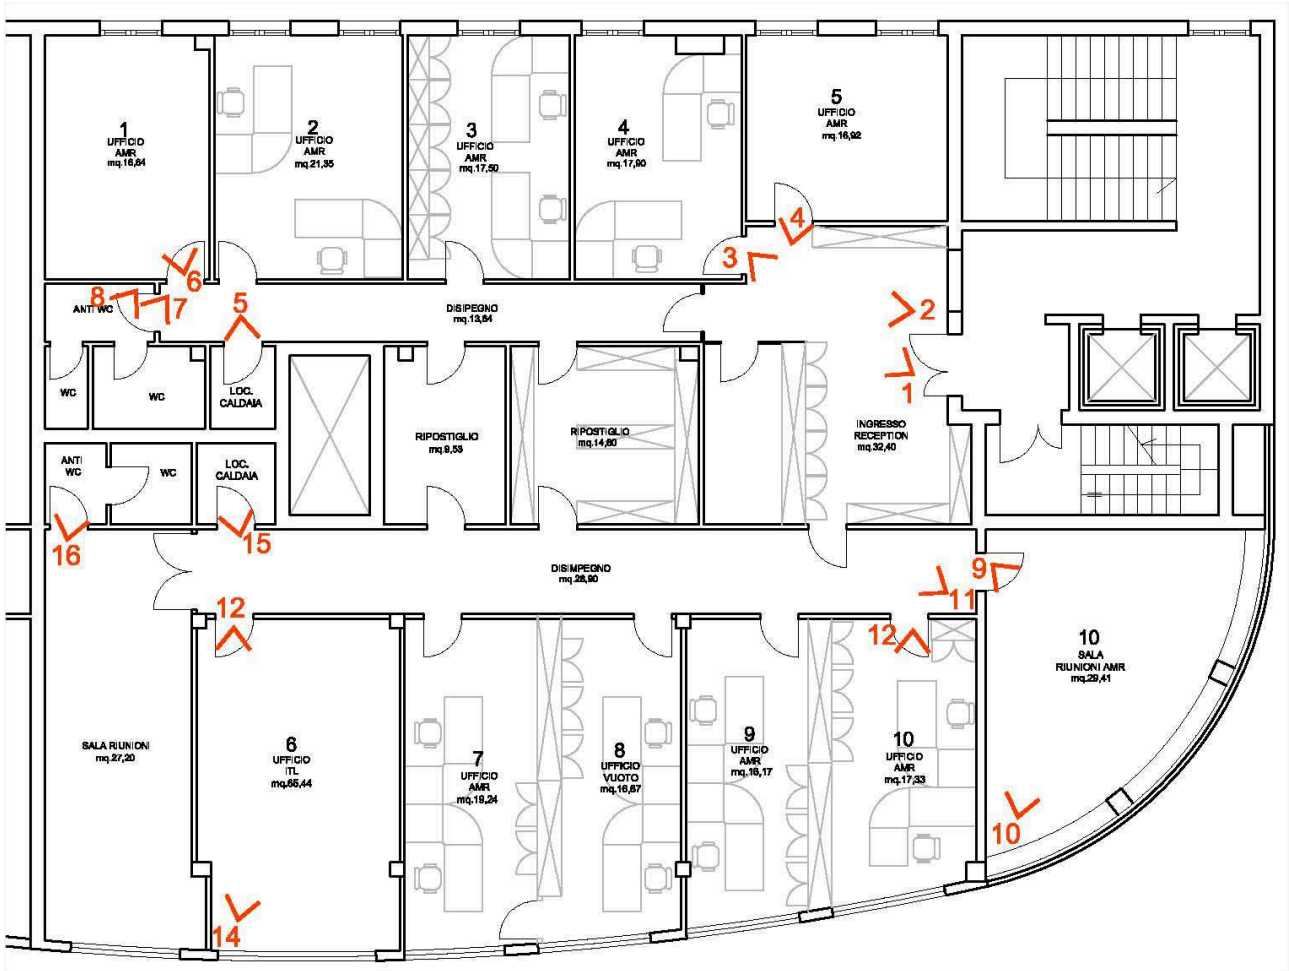 1
UFFICIO
AMR
mq.16,64
2
UFFICIO
AMR
mq.21,35
3
UFFICIO
AMR
mq.17,50
4
UFFICIO
AMR
mq.17,90
5
UFFICIO
AMR
mq.16,92
4
3
6
5
8
7
2
1
ANTI WC
DISIPEGNO
mq.13,64
WC
WC
LOC.
CALDAIA
RIPOSTIGLIO
mq.9,53
RIPOSTIGLIO
mq.14,60
INGRESSO
RECEPTION
mq.32,40
ANTI
WC
WC
LOC.
CALDAIA
16
15
DISIMPEGNO
mq.28,90
9
11
12
12
10
SALA
RIUNIONI AMR
mq.29,41
SALA RIUNIONI
mq.27,20
6
UFFICIO
ITL
mq.65,44
7
UFFICIO
AMR
mq.19,24
8
UFFICIO
VUOTO
mq.16,67
9
UFFICIO
AMR
mq.16,17
10
UFFICIO
AMR
mq.17,33
10
14